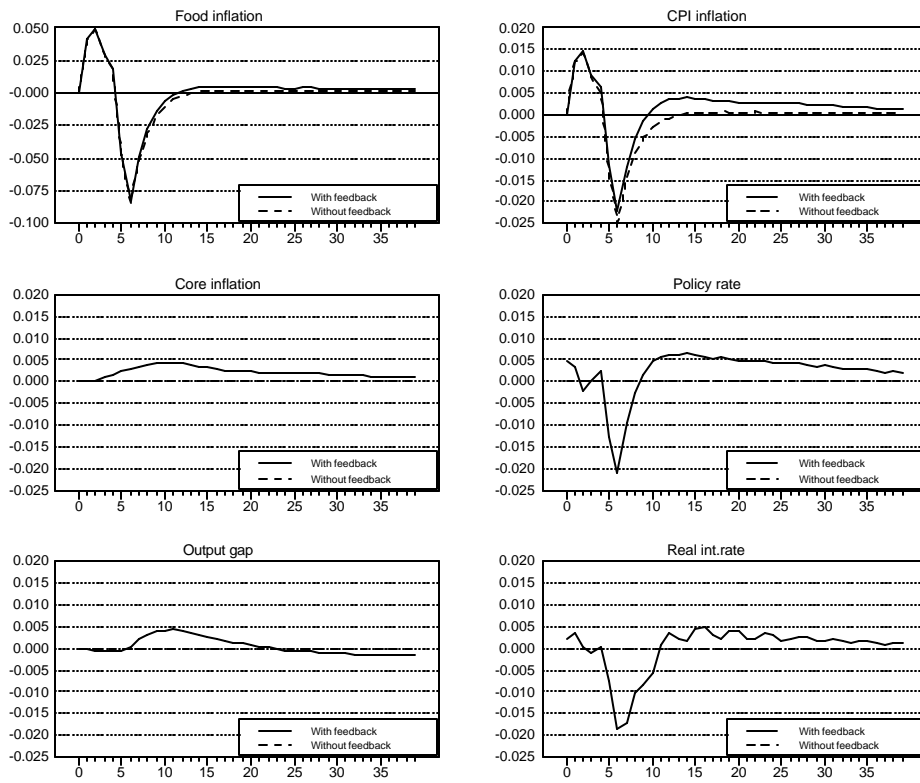 Food inflation
0.050
0.025
-0.000
-0.025
-0.050
-0.075
-0.100
0 5 10 15 20 25 30 35
With feedback
Without feedback
CPI inflation
0.020
0.015
0.010
0.005
0.000
-0.005
-0.010
-0.015
-0.020
-0.025
0 5 10 15 20 25 30 35
With feedback
Without feedback
Core inflation
0.020
0.015
0.010
0.005
0.000
-0.005
-0.010
-0.015
-0.020
-0.025
0 5 10 15 20 25 30 35
With feedback
Without feedback
Policy rate
0.020
0.015
0.010
0.005
0.000
-0.005
-0.010
-0.015
-0.020
-0.025
0 5 10 15 20 25 30 35
With feedback
Without feedback
Output gap
0.020
0.015
0.010
0.005
0.000
-0.005
-0.010
-0.015
-0.020
-0.025
0 5 10 15 20 25 30 35
With feedback
Without feedback
Real int.rate
0.020
0.015
0.010
0.005
0.000
-0.005
-0.010
-0.015
-0.020
-0.025
0 5 10 15 20 25 30 35
With feedback
Without feedback